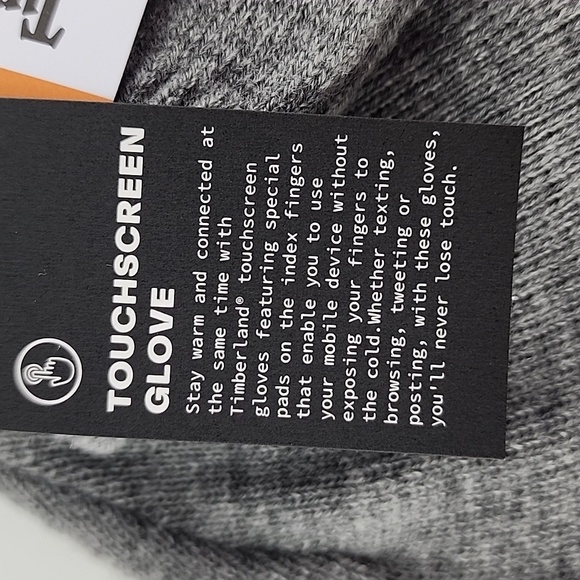 TOUCHSCREEN
GLOVE
Stay warm and connected at
the same time with
Timberland® touchscreen
gloves featuring special
pads on the index fingers
that enable you to use
your mobile device without
exposing your fingers to
the cold.Whether texting,
browsing, tweeting or
posting, with these gloves,
you'll never lose touch.